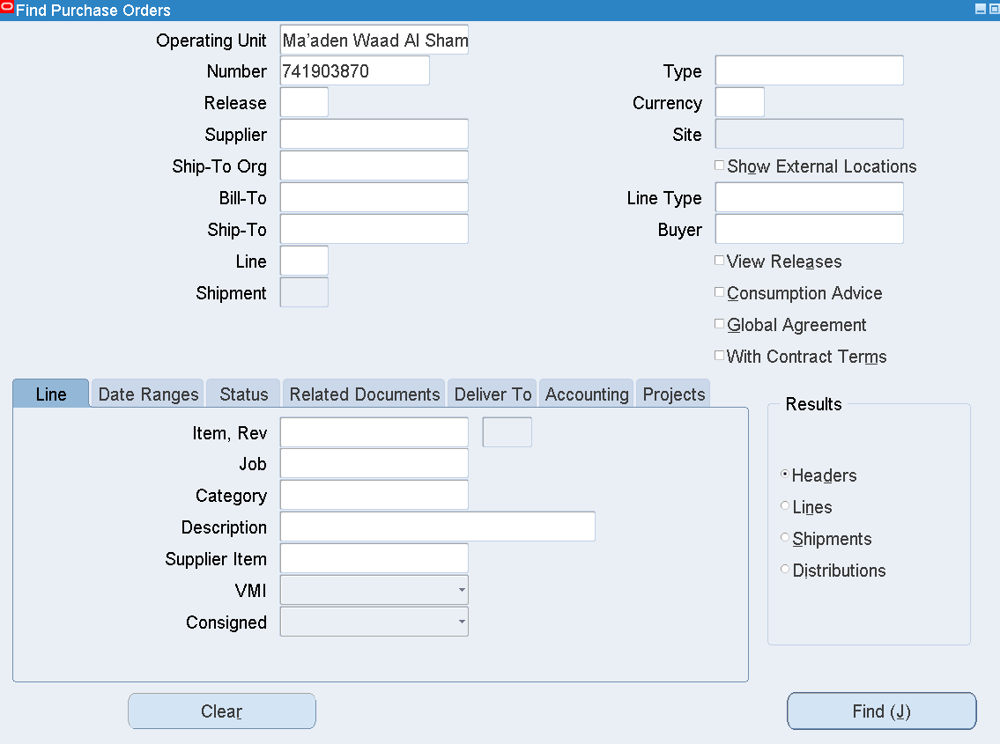 Find Purchase Orders
Operating Unit Ma'aden Waad Al Sham
Number 741903870
Type
Release
Currency
Supplier
Site
Ship-To Org
Show External Locations
Bill-To
Line Type
Ship-To
Buyer
Line
View Releases
Shipment
Consumption Advice
Global Agreement
With Contract Terms
Line Date Ranges Status Related Documents Deliver To Accounting Projects
Results
Item, Rev
Job
Headers
Category
Lines
Description
Shipments
Supplier Item
Distributions
VMI
Consigned
Clear
Find (J)